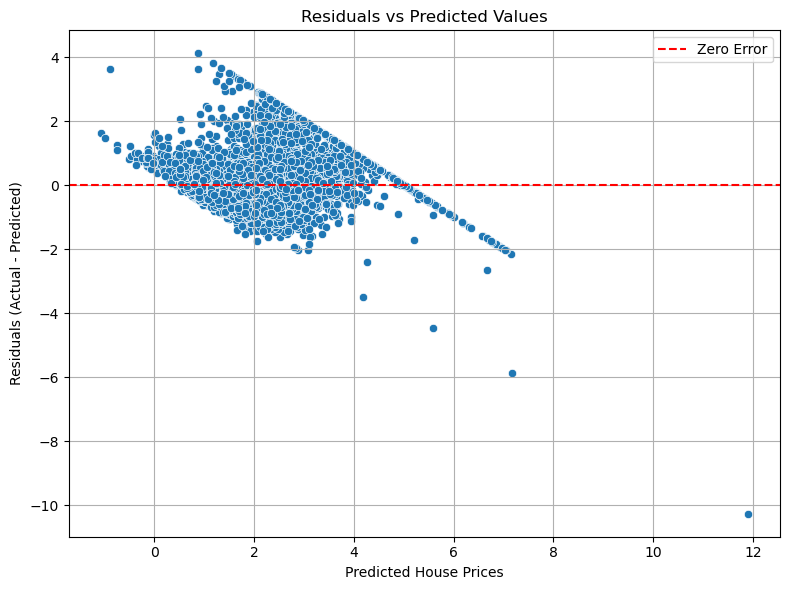 Residuals vs Predicted Values
Zero Error
4
2
0
−2
−4
−6
−8
−10
Residuals (Actual - Predicted)
0 2 4 6 8 10 12
Predicted House Prices